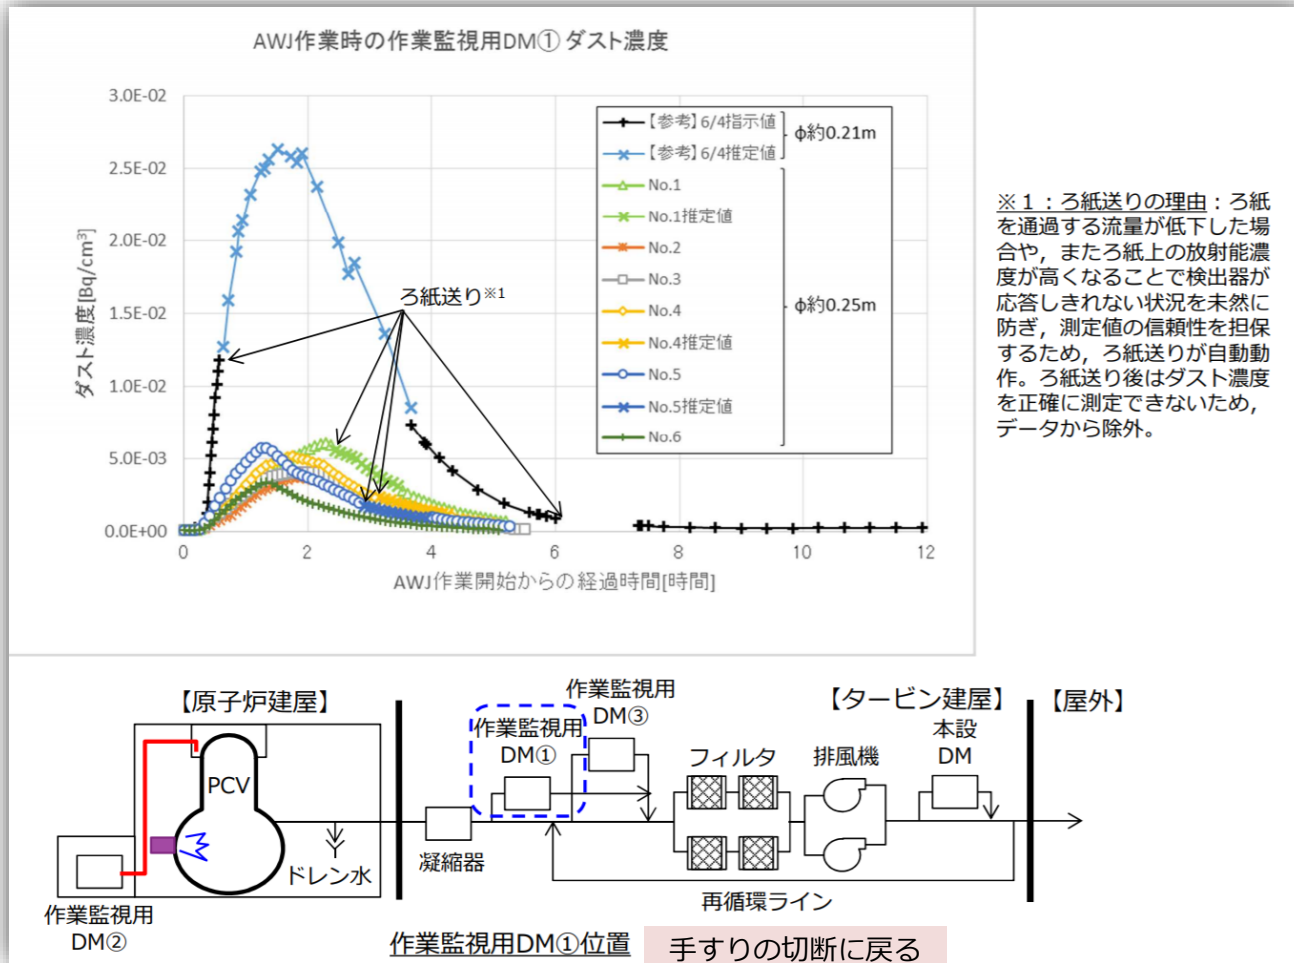 AWJ作業時の作業監視用DM① ダスト濃度
3.0E-02
2.5E-02
2.0E-02
1.5E-02
1.0E-02
5.0E-03
0.0E+00
ダスト濃度[Bq/cm³]
0 2 4 6 8 10 12
AWJ作業開始からの経過時間[時間]
ろ紙送り※1
【参考】6/4指示値
【参考】6/4推定値
φ約0.21m
No.1
No.1推定値
No.2
No.3
No.4
No.4推定値
No.5
No.5推定値
No.6
φ約0.25m
※1:ろ紙送りの理由:ろ紙
を通過する流量が低下した場
合や,またろ紙上の放射能濃
度が高くなることで検出器が
応答しきれない状況を未然に
防ぎ,測定値の信頼性を担保
するため,ろ紙送りが自動動
作。ろ紙送り後はダスト濃度
を正確に測定できないため,
データから除外。
【原子炉建屋】
PCV
ドレン水
作業監視用
DM②
凝縮器
作業監視用
DM①
作業監視用
DM③
フィルタ
【タービン建屋】
排風機
本設
DM
【屋外】
再循環ライン
作業監視用DM①位置
手すりの切断に戻る